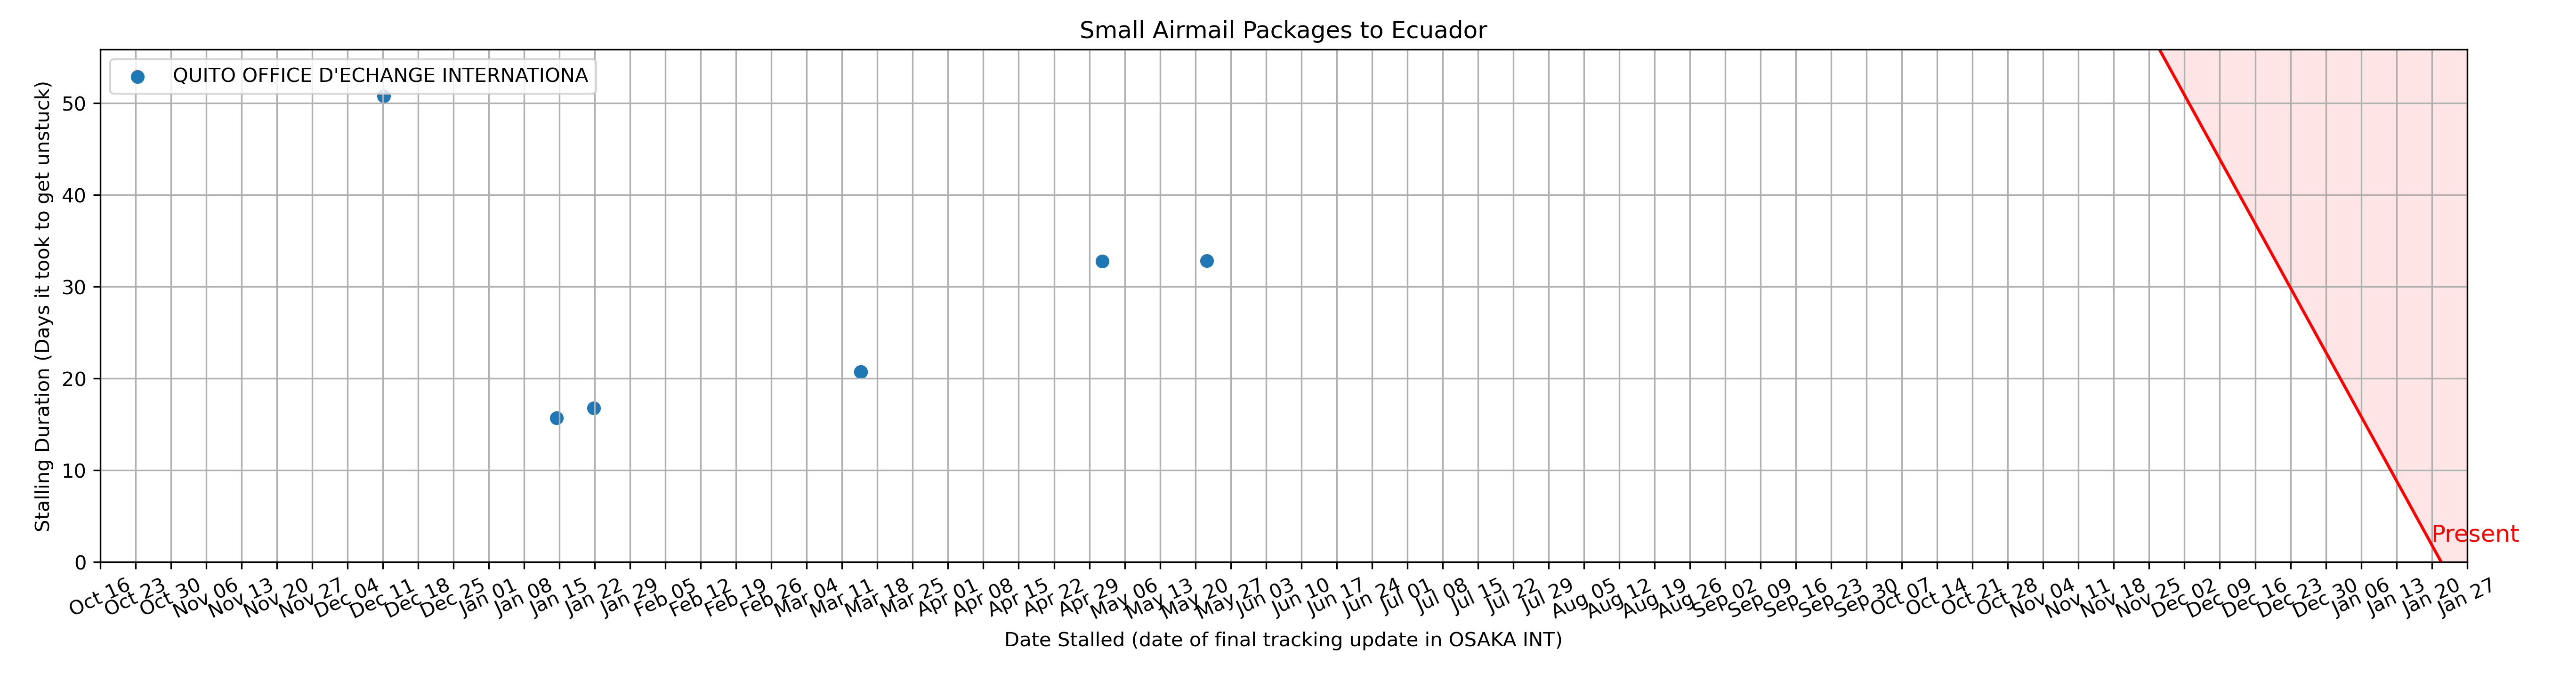 Small Airmail Packages to Ecuador
QUITO OFFICE D'ECHANGE INTERNATIONA
Stalling Duration (Days it took to get unstuck)
50
40
30
20
10
0
Present
Oct 16 Oct 23 Oct 30 Nov 06 Nov 13 Nov 20 Nov 27 Dec 04 Dec 11 Dec 18 Dec 25 Jan 01 Jan 08 Jan 15 Jan 22 Jan 29 Feb 05 Feb 12 Feb 19 Feb 26 Mar 04 Mar 11 Mar 18 Mar 25 Apr 01 Apr 08 Apr 15 Apr 22 Apr 29 May 06 May 13 May 20 May 27 Jun 03 Jun 10 Jun 17 Jun 24 Jul 01 Jul 08 Jul 15 Jul 22 Jul 29 Aug 05 Aug 12 Aug 19 Aug 26 Sep 02 Sep 09 Sep 16 Sep 23 Sep 30 Oct 07 Oct 14 Oct 21 Oct 28 Nov 04 Nov 11 Nov 18 Nov 25 Dec 02 Dec 09 Dec 16 Dec 23 Dec 30 Jan 06 Jan 13 Jan 20 Jan 27
Date Stalled (date of final tracking update in OSAKA INT)